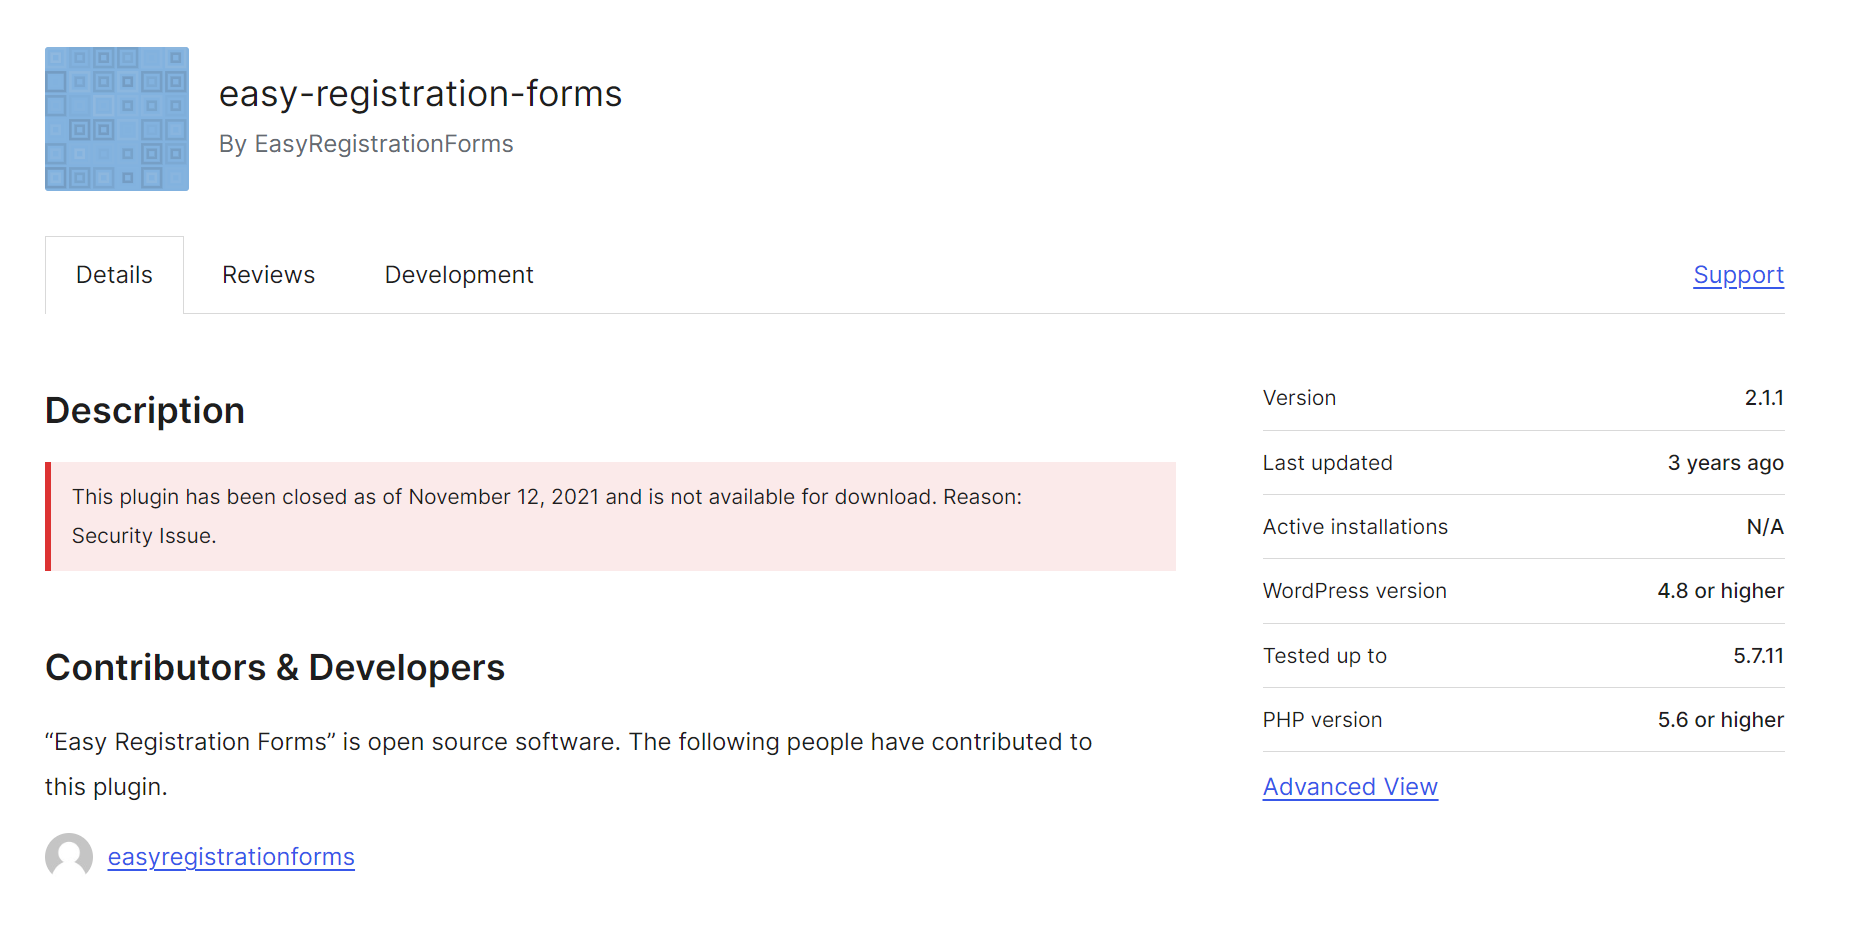 easy-registration-forms
By EasyRegistrationForms
Details
Reviews
Development
Support
Description
This plugin has been closed as of November 12, 2021 and is not available for download. Reason:
Security Issue.
Contributors & Developers
“Easy Registration Forms” is open source software. The following people have contributed to
this plugin.
easyregistrationforms
Version 2.1.1
Last updated 3 years ago
Active installations N/A
WordPress version 4.8 or higher
Tested up to 5.7.11
PHP version 5.6 or higher
Advanced View